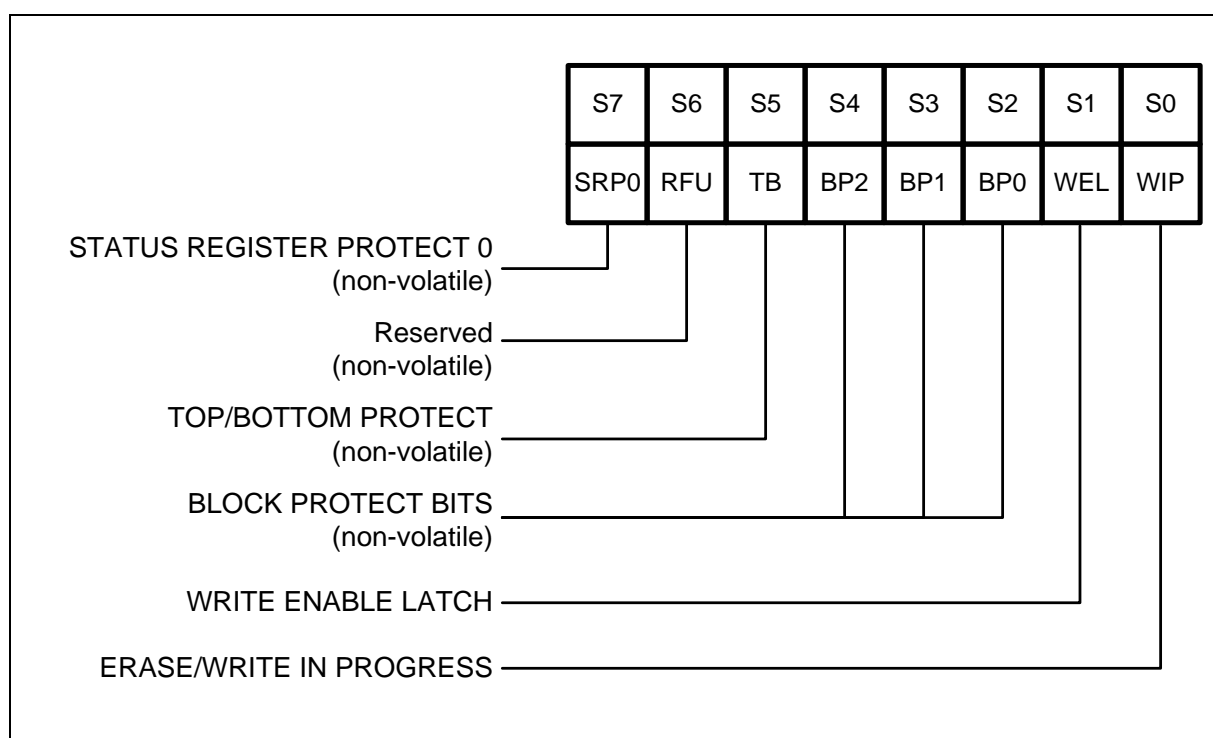 S7 S6 S5 S4 S3 S2 S1 S0
SRP0 RFU TB BP2 BP1 BP0 WEL WIP
STATUS REGISTER PROTECT 0
(non-volatile)
Reserved
(non-volatile)
TOP/BOTTOM PROTECT
(non-volatile)
BLOCK PROTECT BITS
(non-volatile)
WRITE ENABLE LATCH
ERASE/WRITE IN PROGRESS